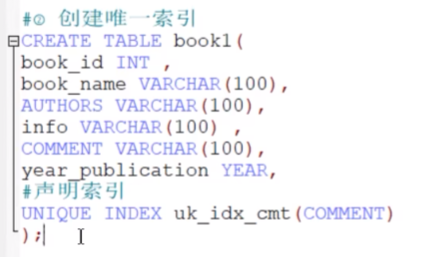 #② 创建唯一索引
CREATE TABLE book1(
book_id INT ,
book_name VARCHAR(100),
AUTHORS VARCHAR(100),
info VARCHAR(100) ,
COMMENT VARCHAR(100),
year_publication YEAR,
#声明索引
UNIQUE INDEX uk_idx_cmt(COMMENT)
);